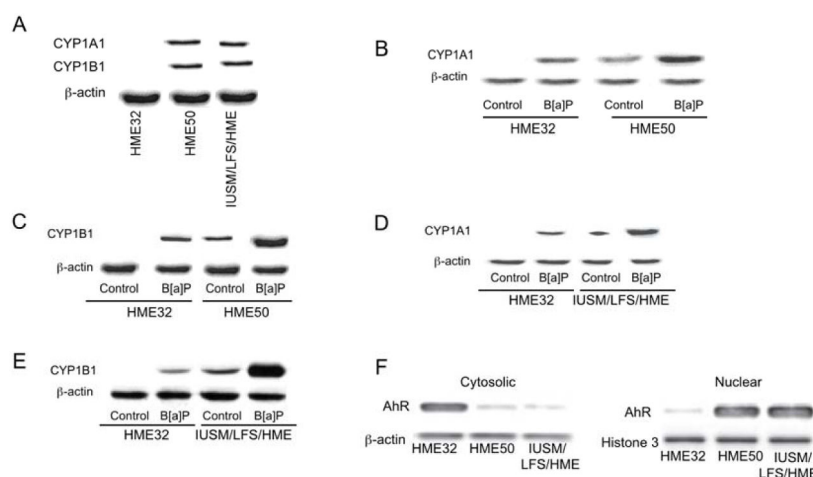 A
CYP1A1
CYP1B1
β-actin
HME32
HME50
IUSM/LFS/HME
B
CYP1A1
β-actin
Control B[a]P Control B[a]P
HME32 HME50
C
CYP1B1
β-actin
Control B[a]P Control B[a]P
HME32 HME50
D
CYP1A1
β-actin
Control B[a]P Control B[a]P
HME32 IUSM/LFS/HME
E
CYP1B1
β-actin
Control B[a]P Control B[a]P
HME32 IUSM/LFS/HME
F
Cytosolic
AhR
β-actin
HME32 HME50 IUSM/
LFS/HME
Nuclear
AhR
Histone 3
HME32 HME50 IUSM/
LFS/HME